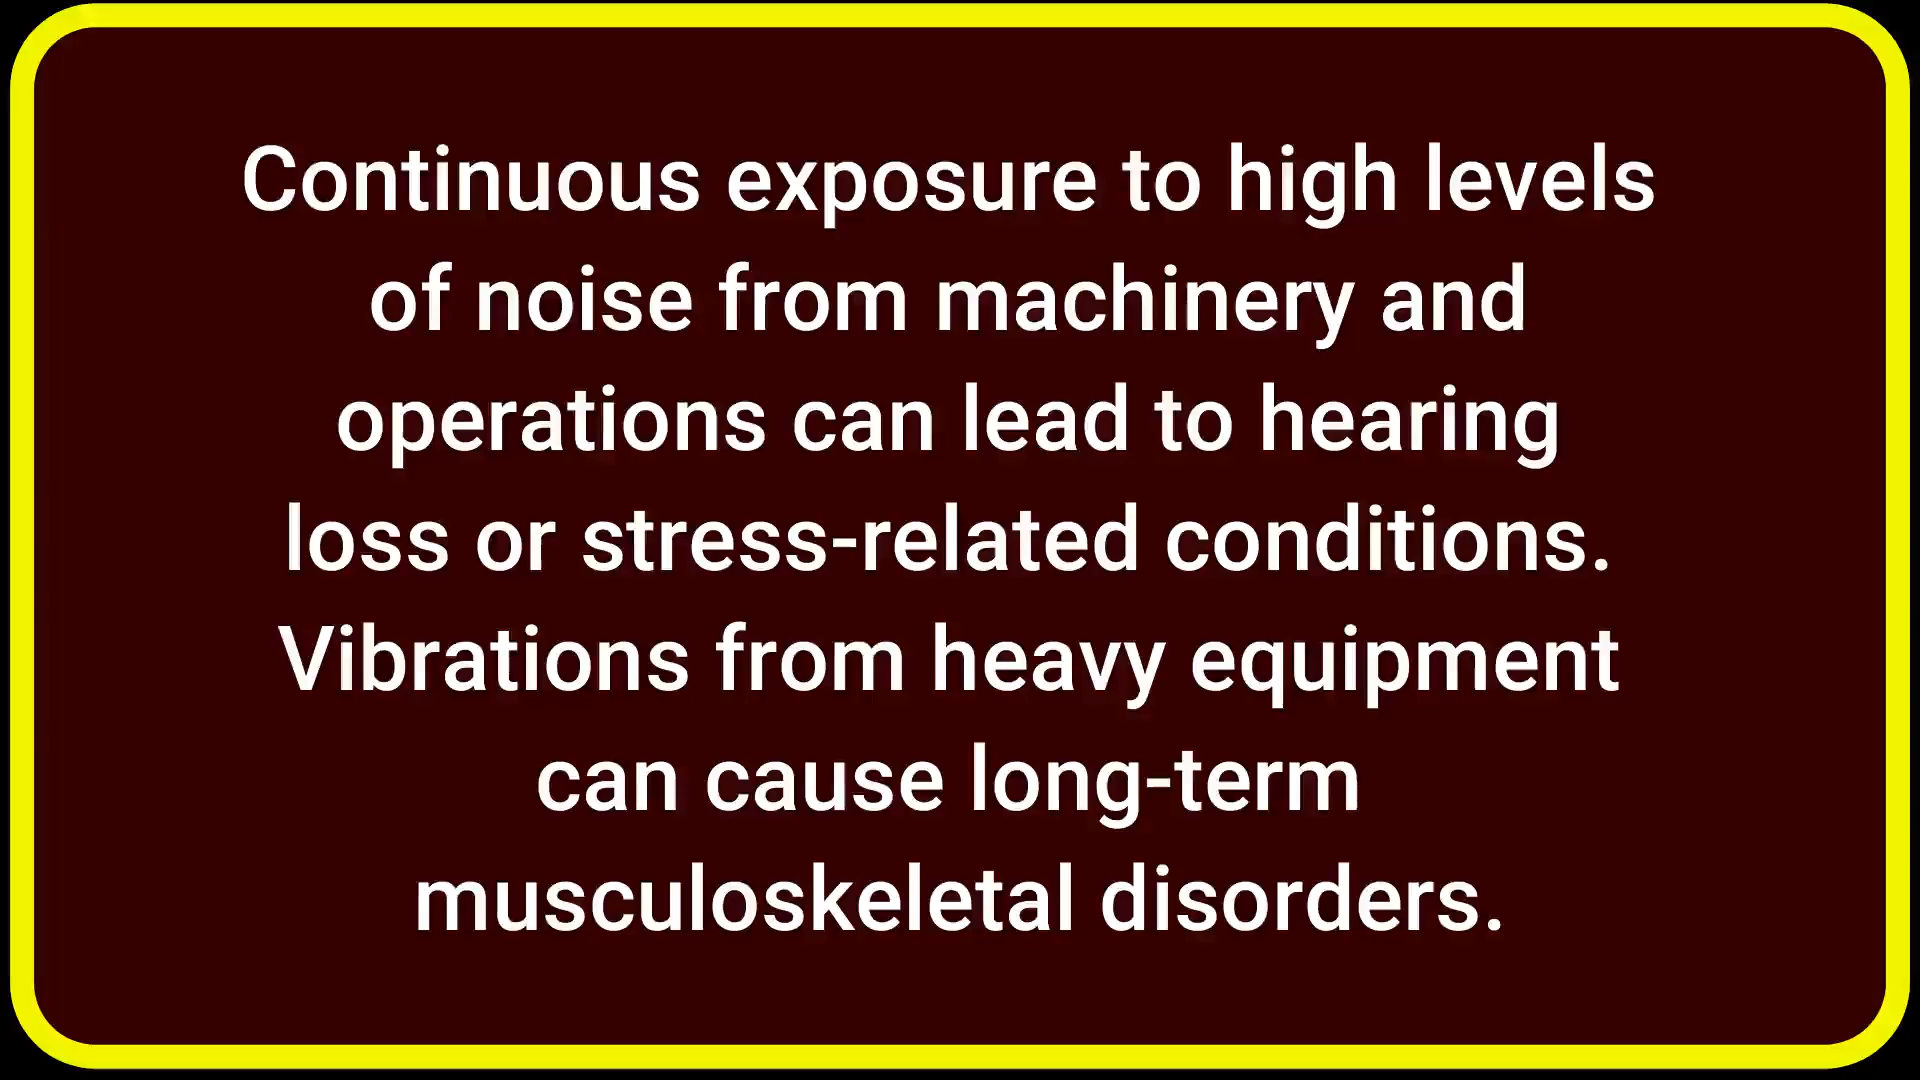 Continuous exposure to high levels
of noise from machinery and
operations can lead to hearing
loss or stress-related conditions.
Vibrations from heavy equipment
can cause long-term
musculoskeletal disorders.